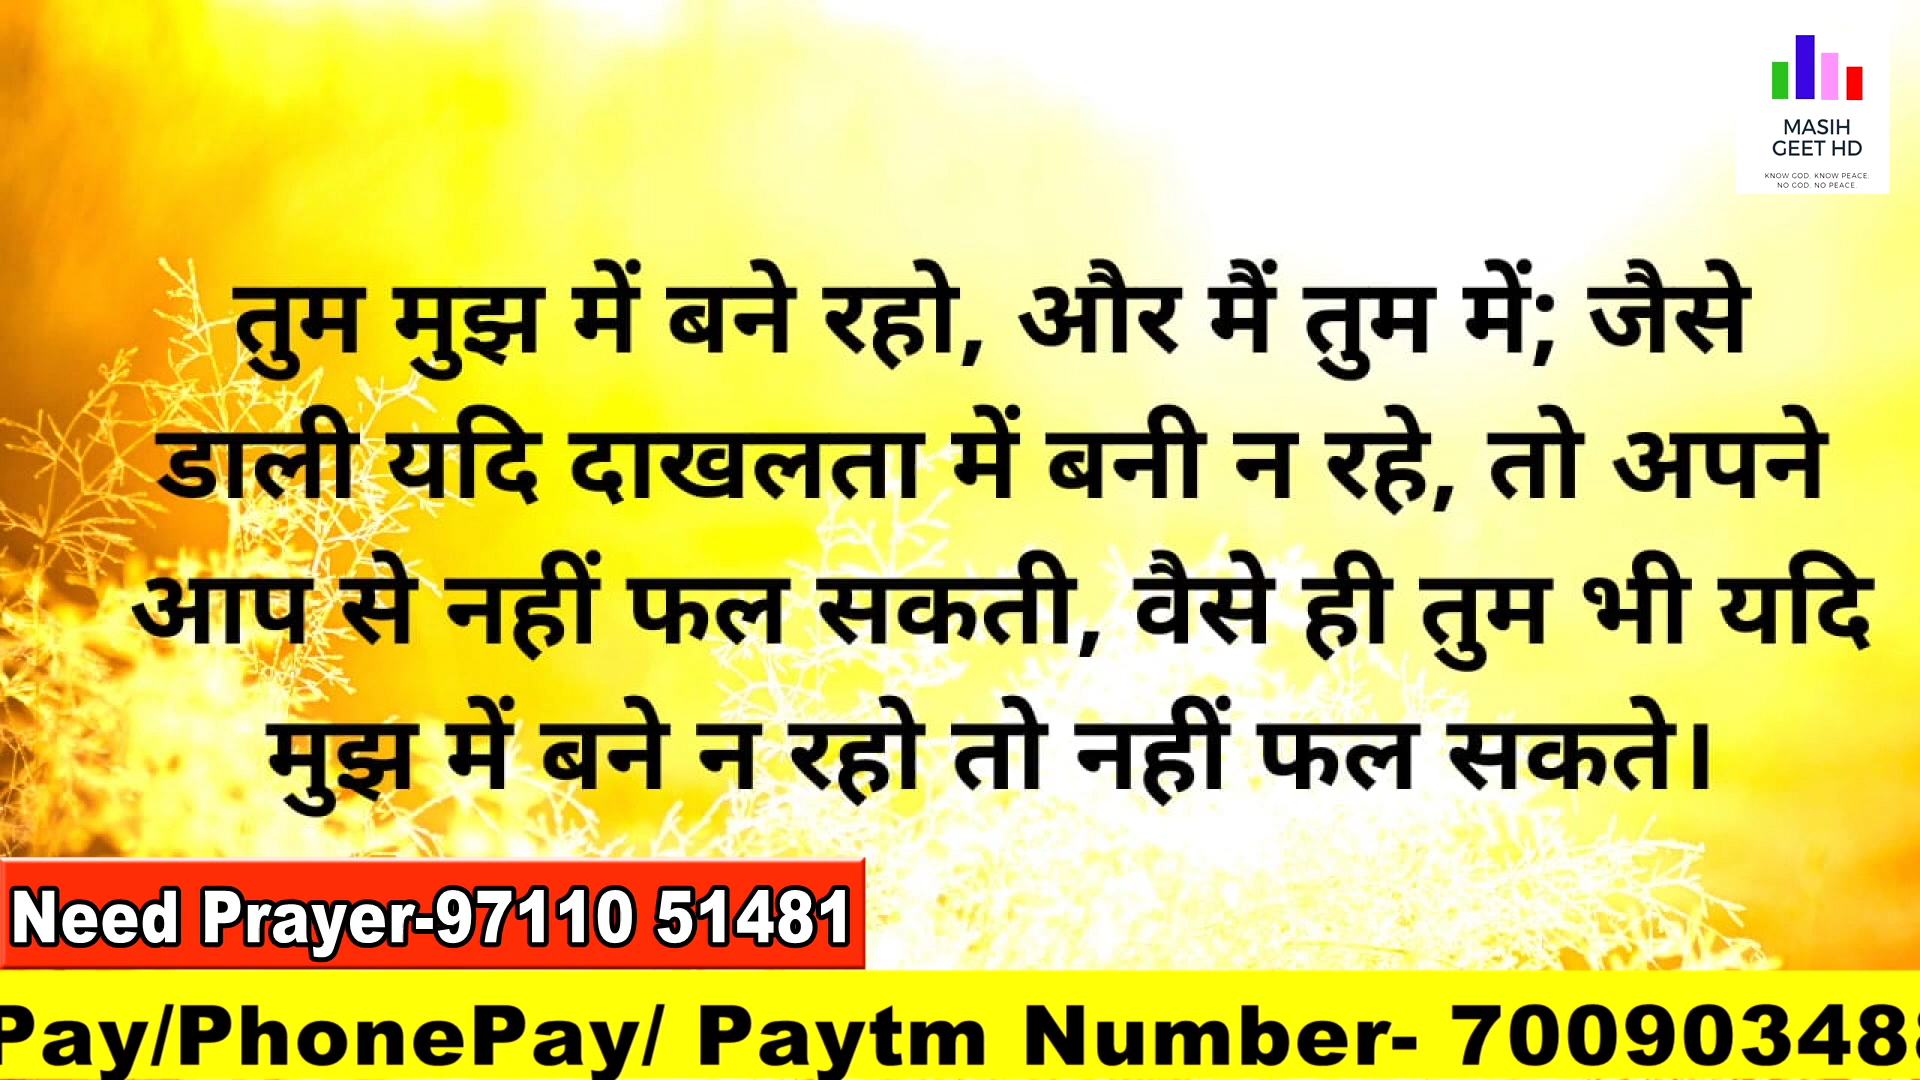 MASIH
GEET HD
KNOW GOD. KNOW PEACE.
NO GOD. NO PEACE.
तुम मुझ में बने रहो, और मैं तुम में; जैसे
डाली यदि दाखलता में बनी न रहे, तो अपने
आप से नहीं फल सकती, वैसे ही तुम भी यदि
मुझ में बने न रहो तो नहीं फल सकते।
Need Prayer-97110 51481
Pay/PhonePay/ Paytm Number- 70090348